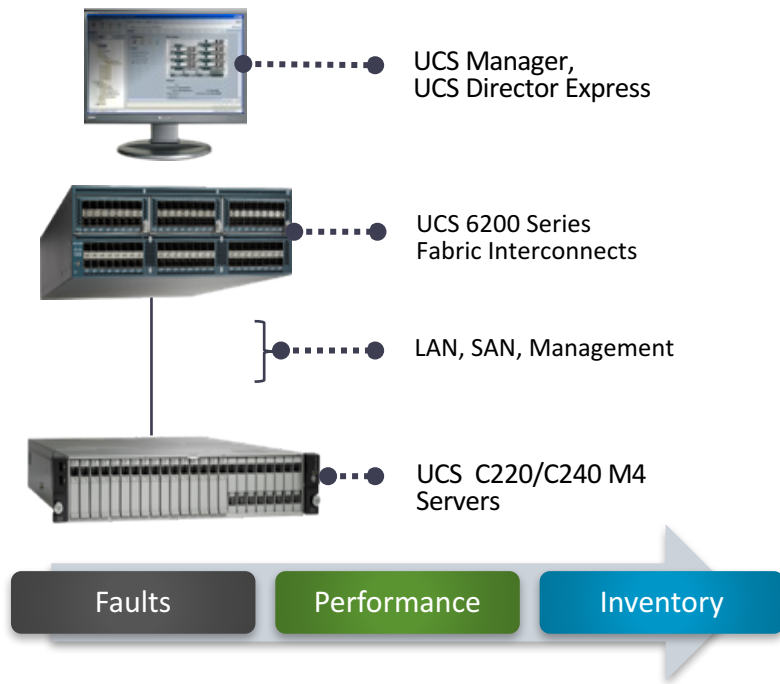 UCS Manager,
UCS Director Express
UCS 6200 Series
Fabric Interconnects
LAN, SAN, Management
UCS  C220/C240 M4
Servers
Faults
Performance
Inventory